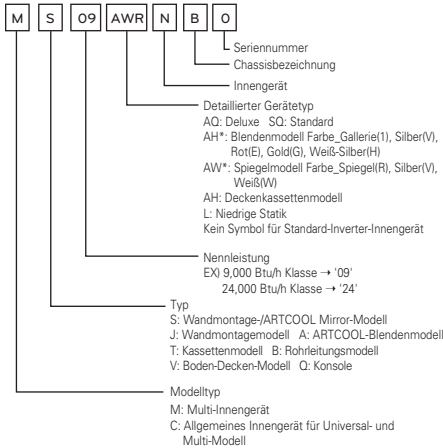 M S 09 AWR N B 0
Seriennummer
Chassisbezeichnung
Innengerät
Detaillierter Gerätetyp
AQ: Deluxe SQ: Standard
AH*: Blendenmodell Farbe_Gallerie(1), Silber(V),
Rot(E), Gold(G), Weiß-Silber(H)
AW*: Spiegelmodell Farbe_Spiegel(R), Silber(V),
Weiß(W)
AH: Deckenkassettenmodell
L: Niedrige Statik
Kein Symbol für Standard-Inverter-Innengerät
Nennleistung
EX) 9,000 Btu/h Klasse → '09'
24,000 Btu/h Klasse → '24'
Typ
S: Wandmontage-/ARTCOOL Mirror-Modell
J: Wandmontagemodell A: ARTCOOL-Blendenmodell
T: Kassettenmodell B: Rohrleitungsmodell
V: Boden-Decken-Modell Q: Konsole
Modelltyp
M: Multi-Innengerät
C: Allgemeines Innengerät für Universal- und
Multi-Modell